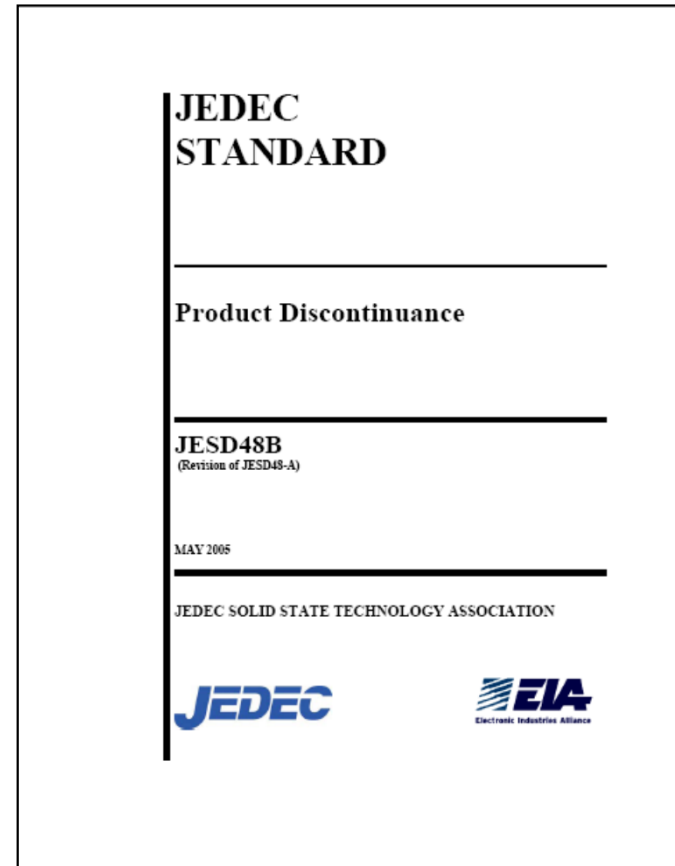 JEDEC
STANDARD
Product Discontinuance
JESD48B
(Revision of JESD48-A)
MAY 2005
JEDEC SOLID STATE TECHNOLOGY ASSOCIATION
JEDEC
EIA
Electronic Industries Alliance